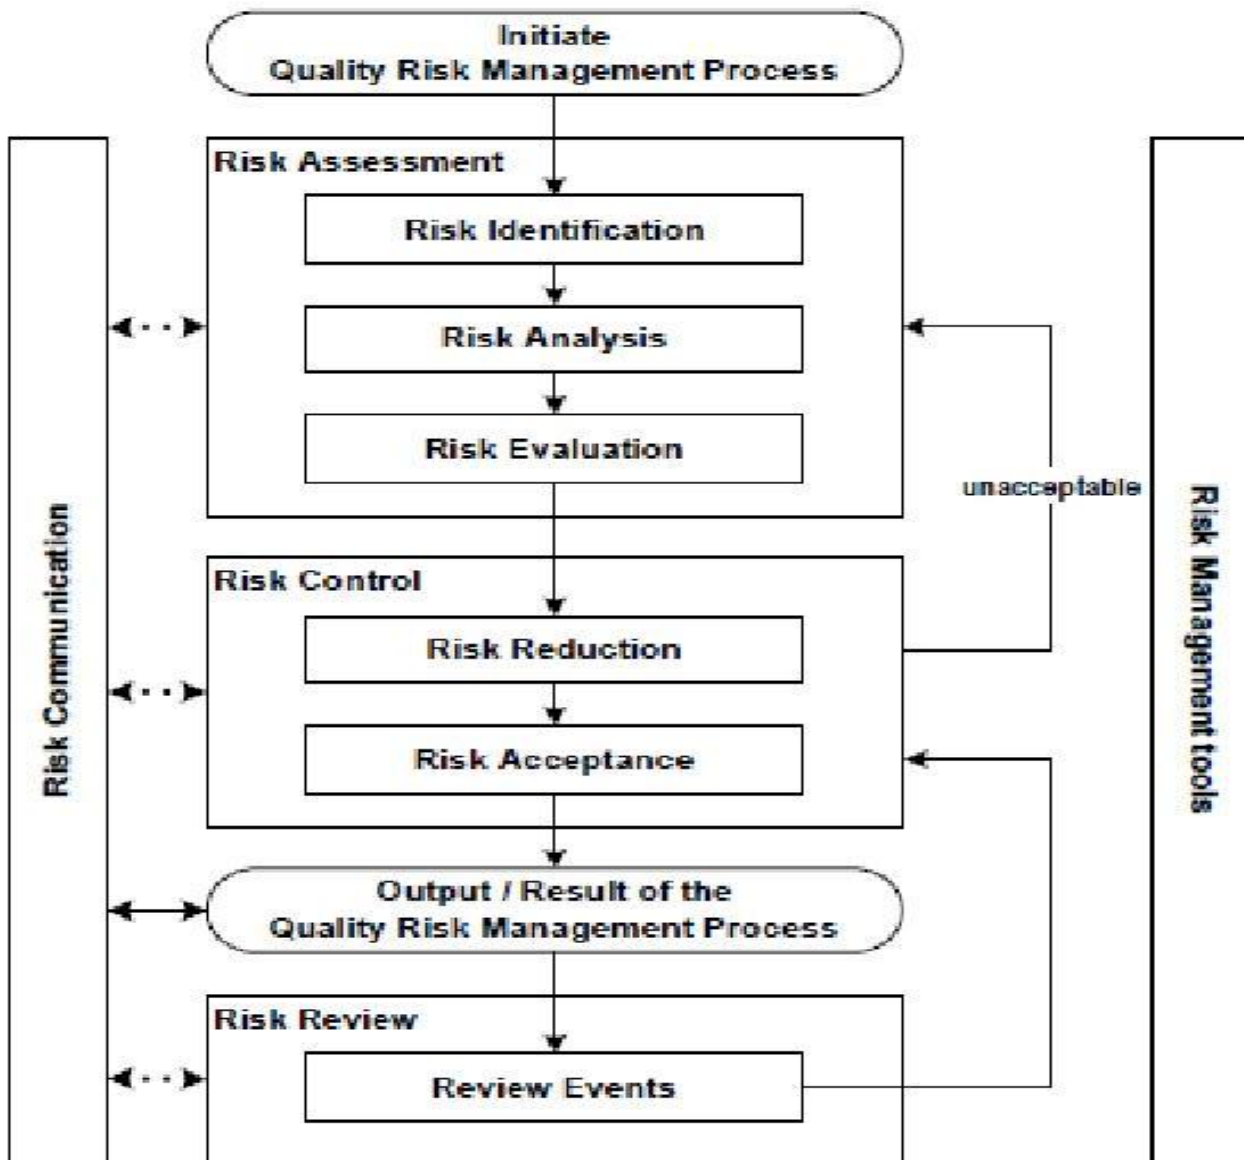 Initiate
Quality Risk Management Process
Risk Assessment
Risk Identification
Risk Analysis
Risk Evaluation
unacceptable
Risk Communication
Risk Management tools
Risk Control
Risk Reduction
Risk Acceptance
Output / Result of the
Quality Risk Management Process
Risk Review
Review Events